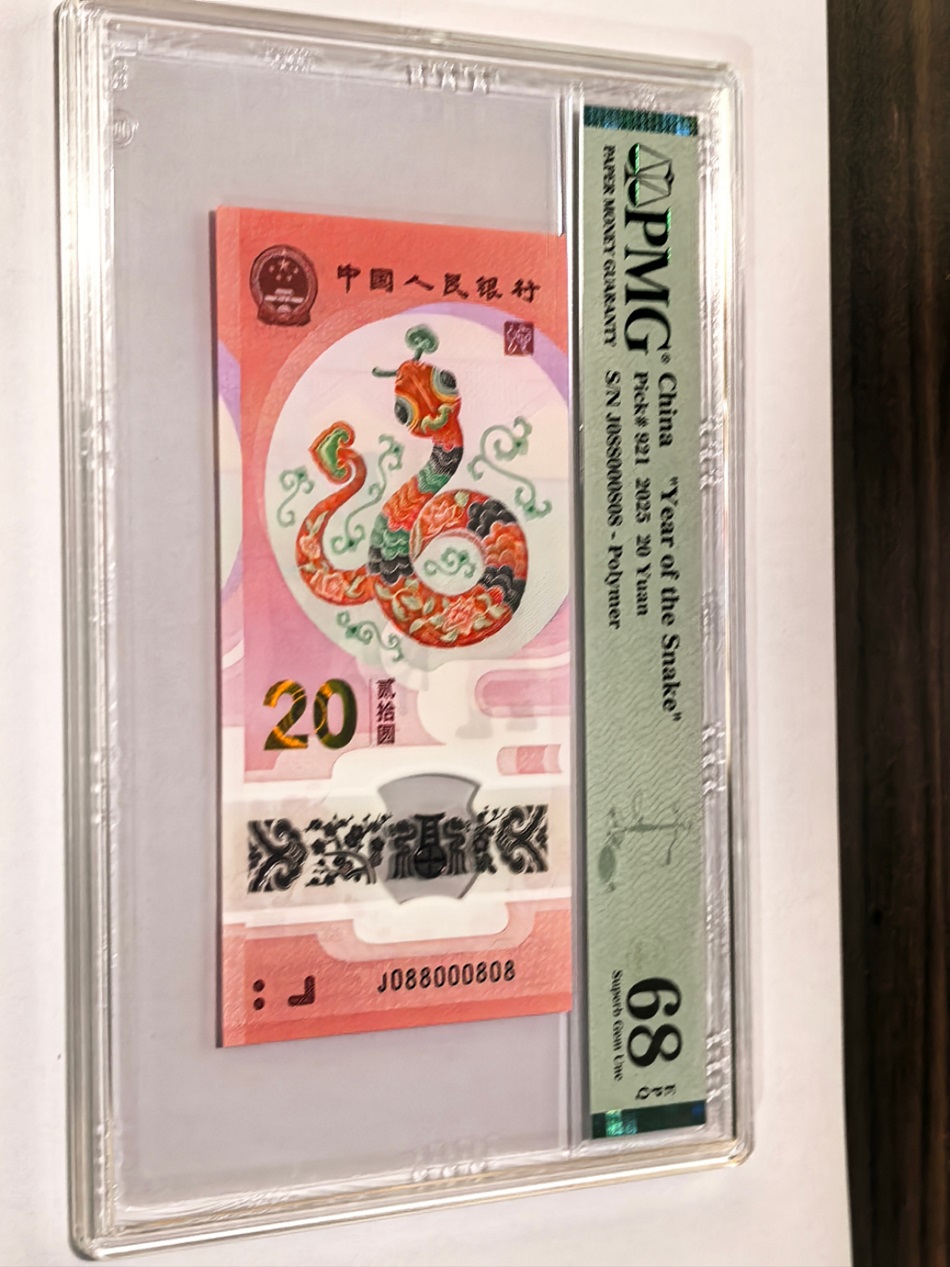 PMG®
PAPER MONEY GUARANTY
China "Year of the Snake"
Pick# 921 2025 20 Yuan
S/N J088000808 - Polymer
68 EPQ
Superb Gem Unc
中国人民银行
20
贰拾圆
J088000808